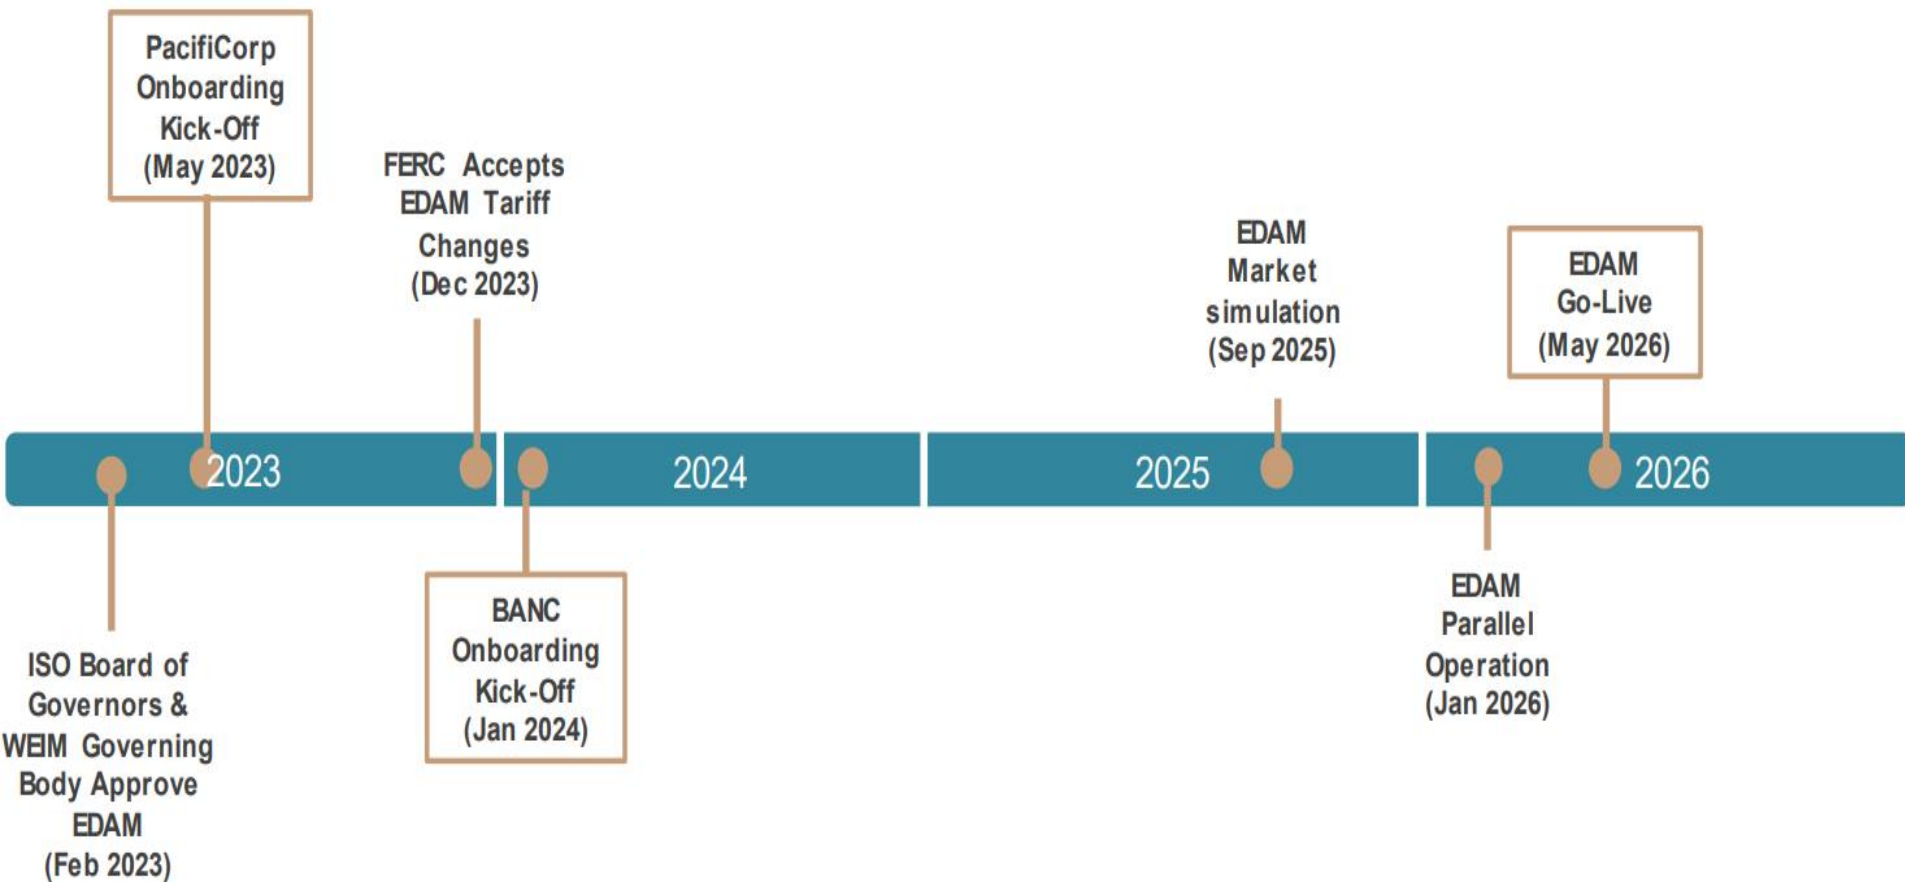 PacifiCorp
Onboarding
Kick-Off
(May 2023)
FERC Accepts
EDAM Tariff
Changes
(Dec 2023)
EDAM
Market
simulation
(Sep 2025)
EDAM
Go-Live
(May 2026)
2023
2024
2025
2026
ISO Board of
Governors &
WEIM Governing
Body Approve
EDAM
(Feb 2023)
BANC
Onboarding
Kick-Off
(Jan 2024)
EDAM
Parallel
Operation
(Jan 2026)